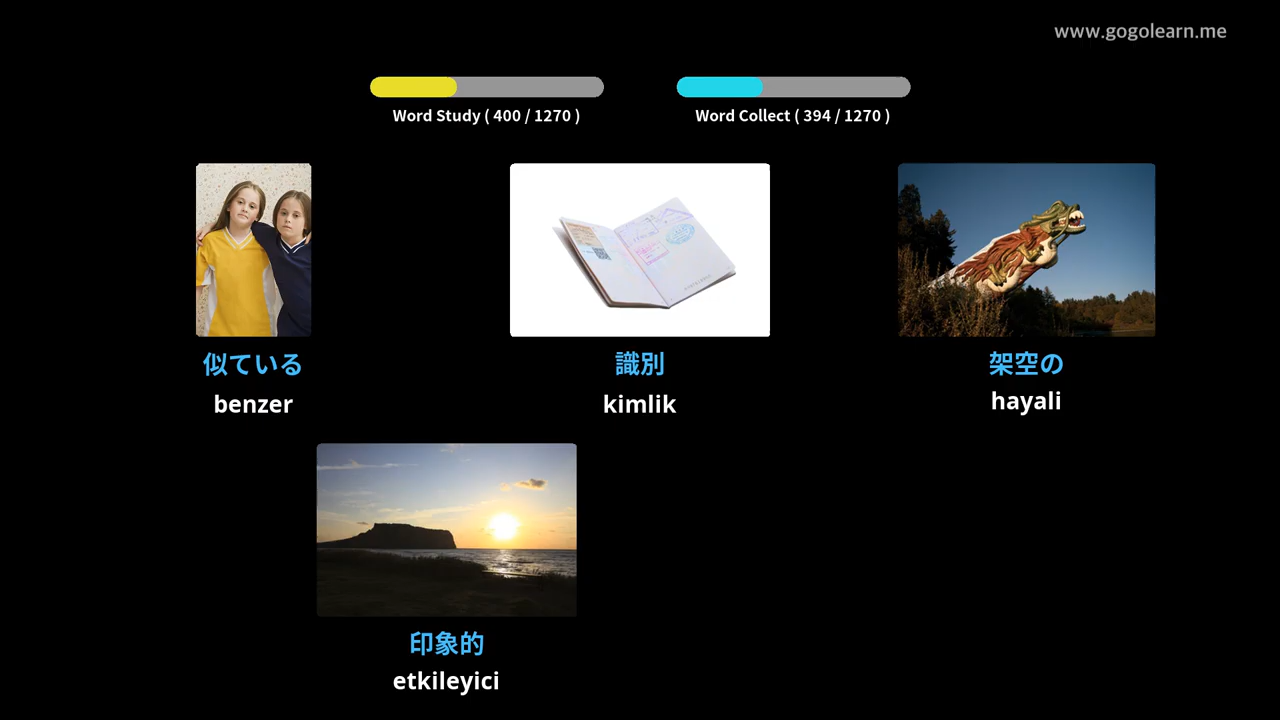 www.gogolearn.me
Word Study ( 400 / 1270 )
Word Collect ( 394 / 1270 )
似ている
benzer
識別
kimlik
架空の
hayali
印象的
etkileyici